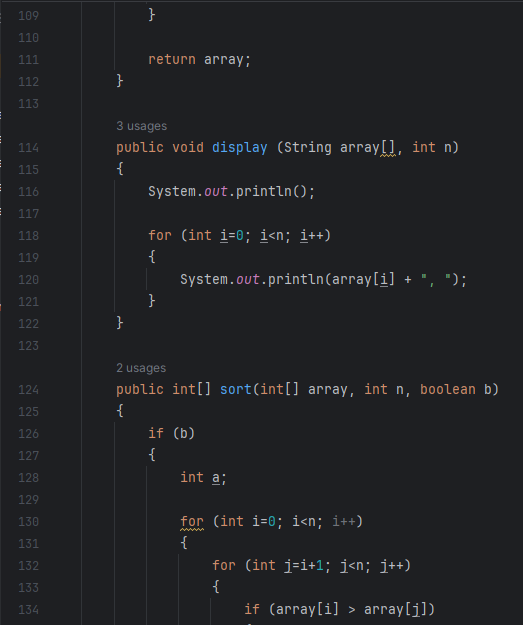 109 }
110
111 return array;
112 }
113
3 usages
114 public void display (String array[], int n)
115 {
116 System.out.println();
117
118 for (int i=0; i<n; i++)
119 {
120 System.out.println(array[i] + ", ");
121 }
122 }
123
2 usages
124 public int[] sort(int[] array, int n, boolean b)
125 {
126 if (b)
127 {
128 int a;
129
130 for (int i=0; i<n; i++)
131 {
132 for (int j=i+1; j<n; j++)
133 {
134 if (array[i] > array[j])